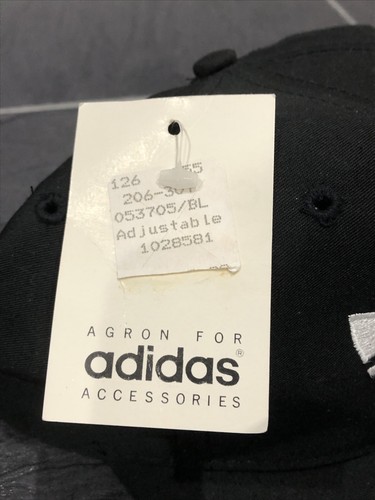 126
053705/BL
Adjustable
1028581
AGRON FOR
adidas®
ACCESSORIES